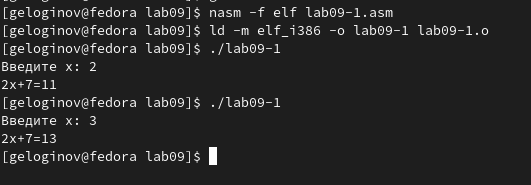 [geloginov@fedora lab09]$ nasm -f elf lab09-1.asm
[geloginov@fedora lab09]$ ld -m elf_i386 -o lab09-1 lab09-1.o
[geloginov@fedora lab09]$ ./lab09-1
Введите x: 2
2x+7=11
[geloginov@fedora lab09]$ ./lab09-1
Введите x: 3
2x+7=13
[geloginov@fedora lab09]$